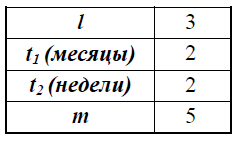 l 3
t₁ (месяцы) 2
t₂ (недели) 2
m 5